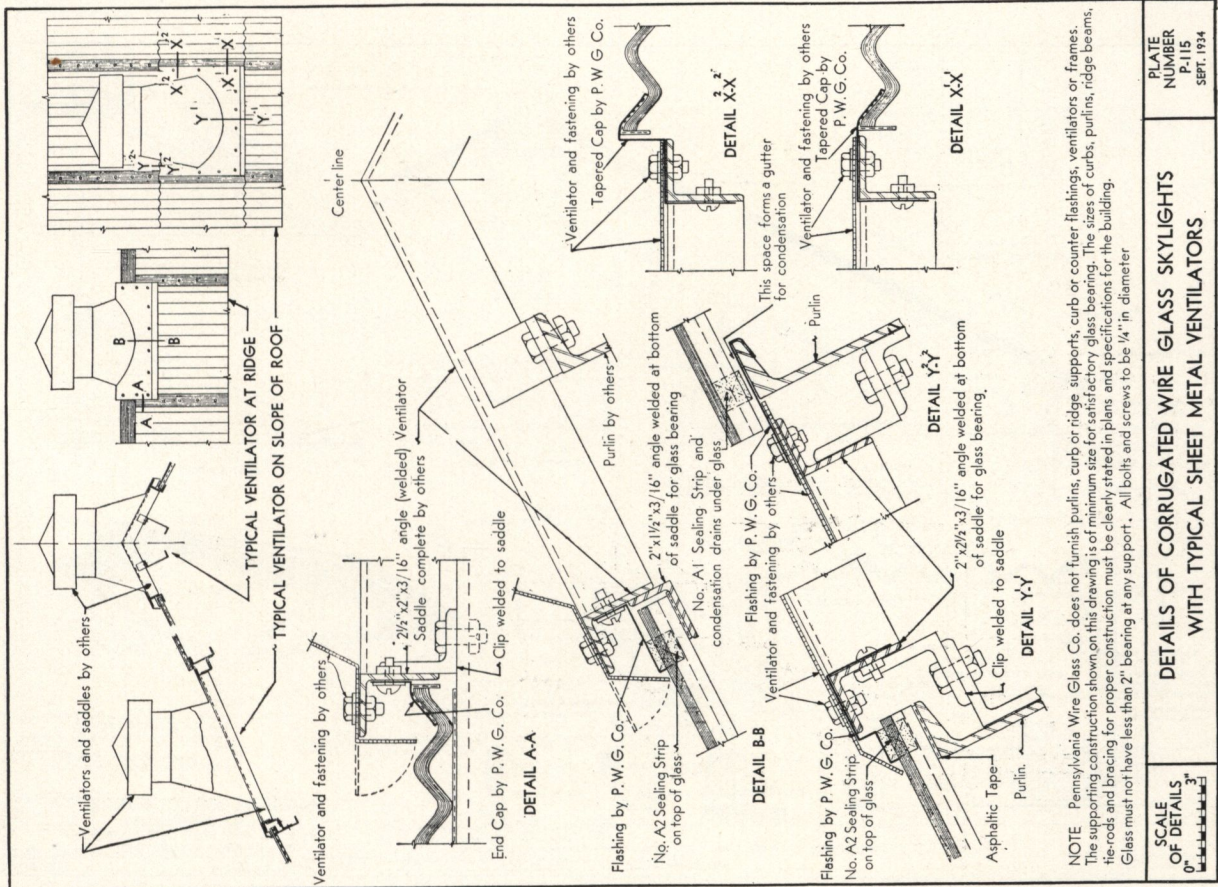 Ventilators and saddles by others
TYPICAL VENTILATOR AT RIDGE
TYPICAL VENTILATOR ON SLOPE OF ROOF
A
A
B
B
Y²
Y²
X²
X²
X¹
X¹
Y¹
Y¹
Ventilator and fastening by others
2½"x2"x3/16" angle (welded)
Saddle complete by others
Ventilator
End Cap by P. W. G. Co.
Clip welded to saddle
DETAIL A-A
Center line
Purlin by others
Flashing by P. W. G. Co.
No. A2 Sealing Strip
on top of glass
2"x1½"x3/16" angle welded at bottom
of saddle for glass bearing
DETAIL B-B
No. A1 Sealing Strip and
condensation drains under glass
Flashing by P. W. G. Co.
Ventilator and fastening by others
This space forms a gutter
for condensation
Purlin
DETAIL Y²-Y²
2"x2½"x3/16" angle welded at bottom
of saddle for glass bearing
Flashing by P. W. G. Co.
No. A2 Sealing Strip
on top of glass
Asphaltic Tape
Purlin.
Clip welded to saddle
DETAIL Y¹-Y¹
Ventilator and fastening by others
Tapered Cap by P. W. G Co.
DETAIL X²-X²
Ventilator and fastening by others
Tapered Cap by
P. W. G. Co.
DETAIL X¹-X¹
NOTE Pennsylvania Wire Glass Co. does not furnish purlins, curb or ridge supports, curb or counter flashings, ventilators or frames.
The supporting construction shown on this drawing is of minimum size for satisfactory glass bearing. The sizes of curbs, purlins, ridge beams,
tie-rods and bracing for proper construction must be clearly stated in plans and specifications for the building.
Glass must not have less than 2" bearing at any support. All bolts and screws to be ¼" in diameter
SCALE
OF DETAILS
0" 3"
DETAILS OF CORRUGATED WIRE GLASS SKYLIGHTS
WITH TYPICAL SHEET METAL VENTILATORS
PLATE
NUMBER
P-115
SEPT. 1934